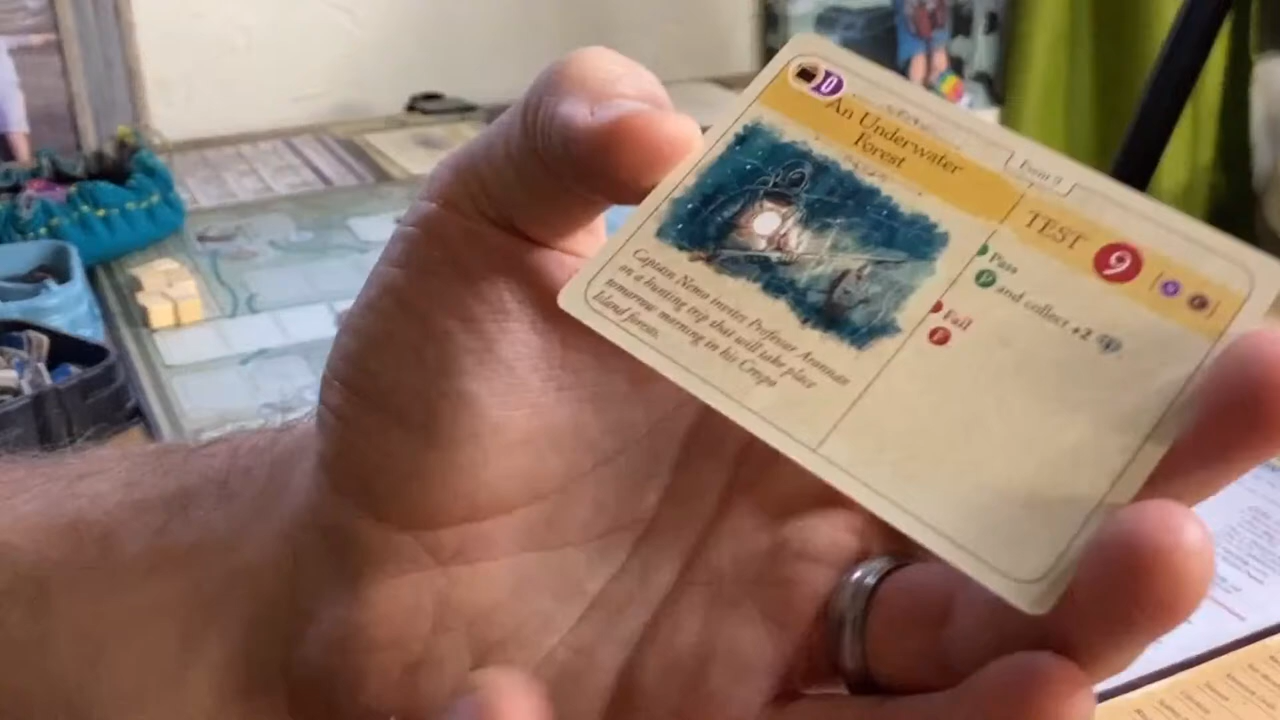 0
An Underwater
Forest
Captain Nemo invites Professor Aronnax
on a hunting trip that will take place
tomorrow morning in his Crespo
Island forests.
TEST 9
Pass
P and collect +2
Fail
F